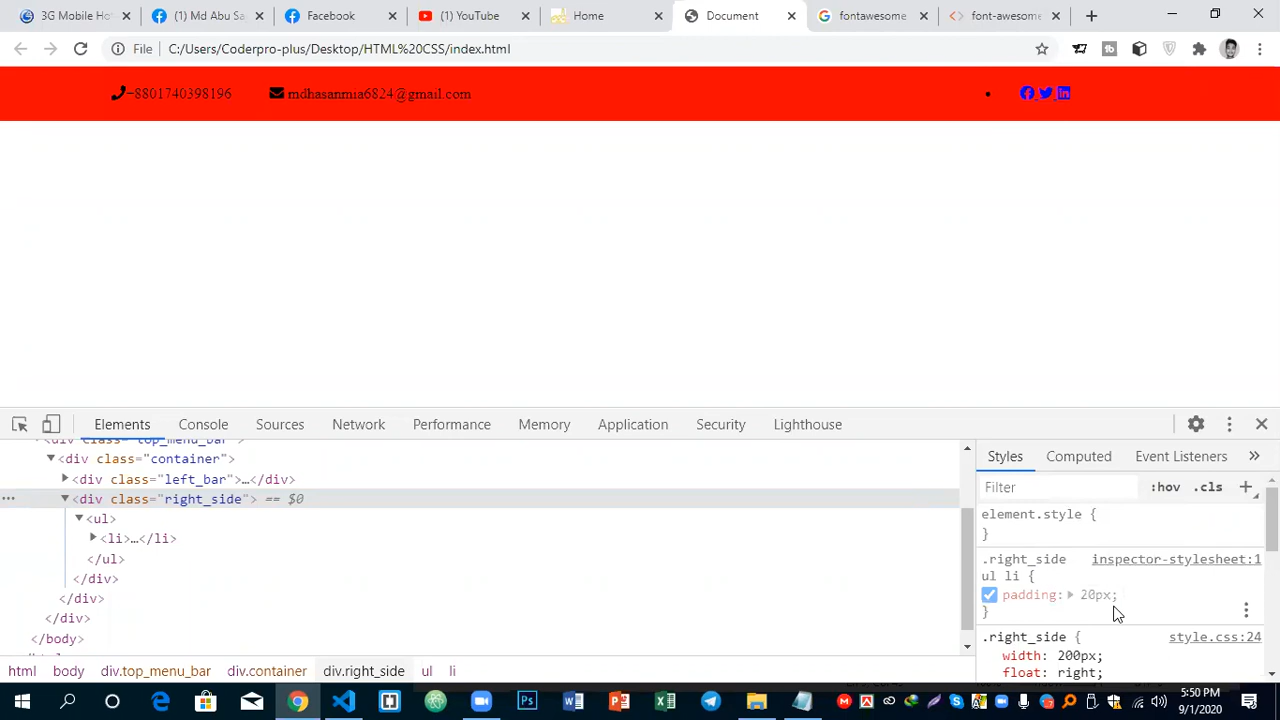 3G Mobile Hot
(1) Md Abu Sa
Facebook
(1) YouTube
Home
Document
fontawesome
font-awesome
File
C:/Users/Coderpro-plus/Desktop/HTML%20CSS/index.html
+8801740398196
mdhasanmia6824@gmail.com
Elements
Console
Sources
Network
Performance
Memory
Application
Security
Lighthouse
<div class="top_menu_bar">
<div class="container">
<div class="left_bar">…</div>
<div class="right_side"> == $0
<ul>
<li>…</li>
</ul>
</div>
</div>
</div>
</body>
html
body
div.top_menu_bar
div.container
div.right_side
ul
li
Styles
Computed
Event Listeners
Filter
:hov
.cls
element.style {
}
.right_side inspector-stylesheet:1
ul li {
padding: 20px;
}
.right_side { style.css:24
width: 200px;
float: right;
5:50 PM
9/1/2020